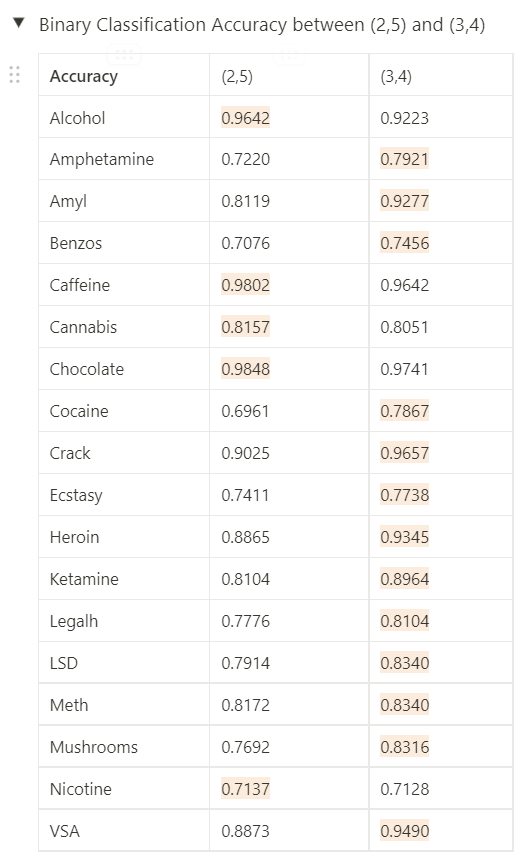 Binary Classification Accuracy between (2,5) and (3,4)
Accuracy (2,5) (3,4)
Alcohol 0.9642 0.9223
Amphetamine 0.7220 0.7921
Amyl 0.8119 0.9277
Benzos 0.7076 0.7456
Caffeine 0.9802 0.9642
Cannabis 0.8157 0.8051
Chocolate 0.9848 0.9741
Cocaine 0.6961 0.7867
Crack 0.9025 0.9657
Ecstasy 0.7411 0.7738
Heroin 0.8865 0.9345
Ketamine 0.8104 0.8964
Legalh 0.7776 0.8104
LSD 0.7914 0.8340
Meth 0.8172 0.8340
Mushrooms 0.7692 0.8316
Nicotine 0.7137 0.7128
VSA 0.8873 0.9490